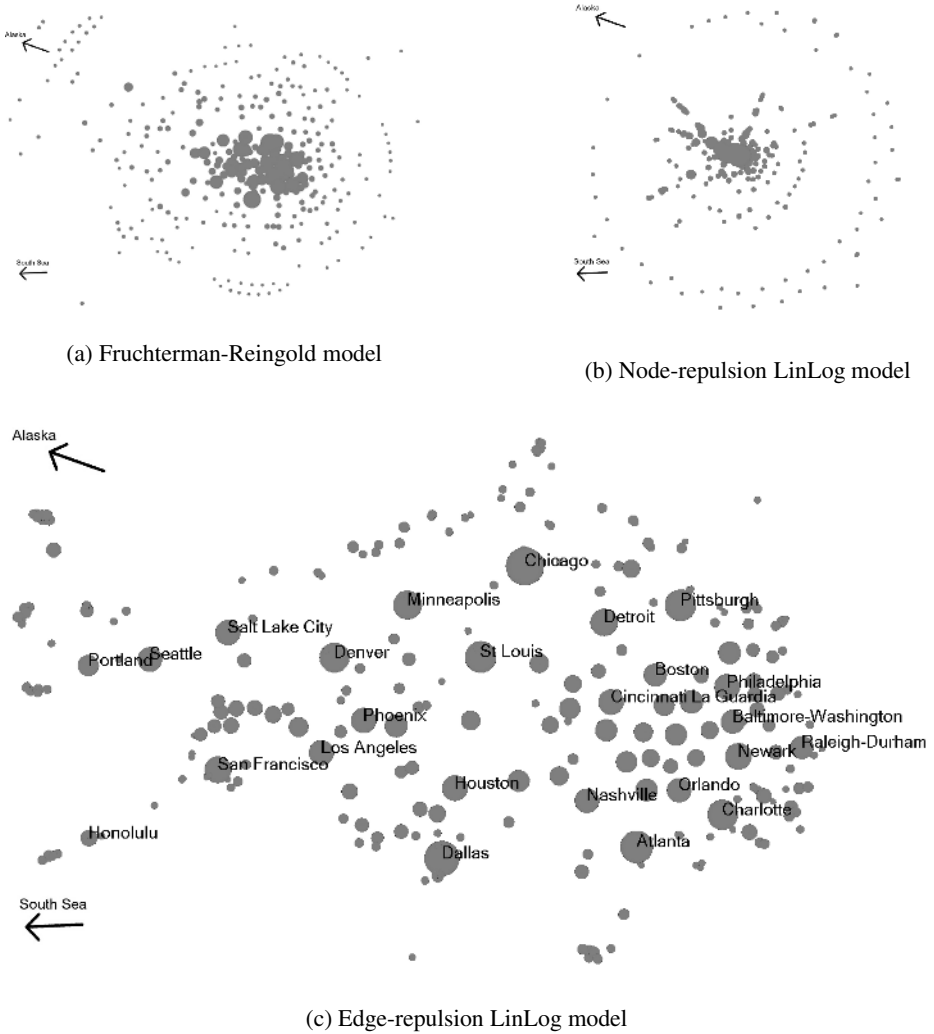 Alaska
South Sea
(a) Fruchterman-Reingold model
Alaska
South Sea
(b) Node-repulsion LinLog model
Alaska
Chicago
Minneapolis
Pittsburgh
Detroit
Salt Lake City
Portland
Seattle
Denver
St Louis
Boston
Philadelphia
Cincinnati
La Guardia
Phoenix
Baltimore-Washington
Los Angeles
Newark
Raleigh-Durham
San Francisco
Houston
Nashville
Orlando
Charlotte
Honolulu
Dallas
Atlanta
South Sea
(c) Edge-repulsion LinLog model